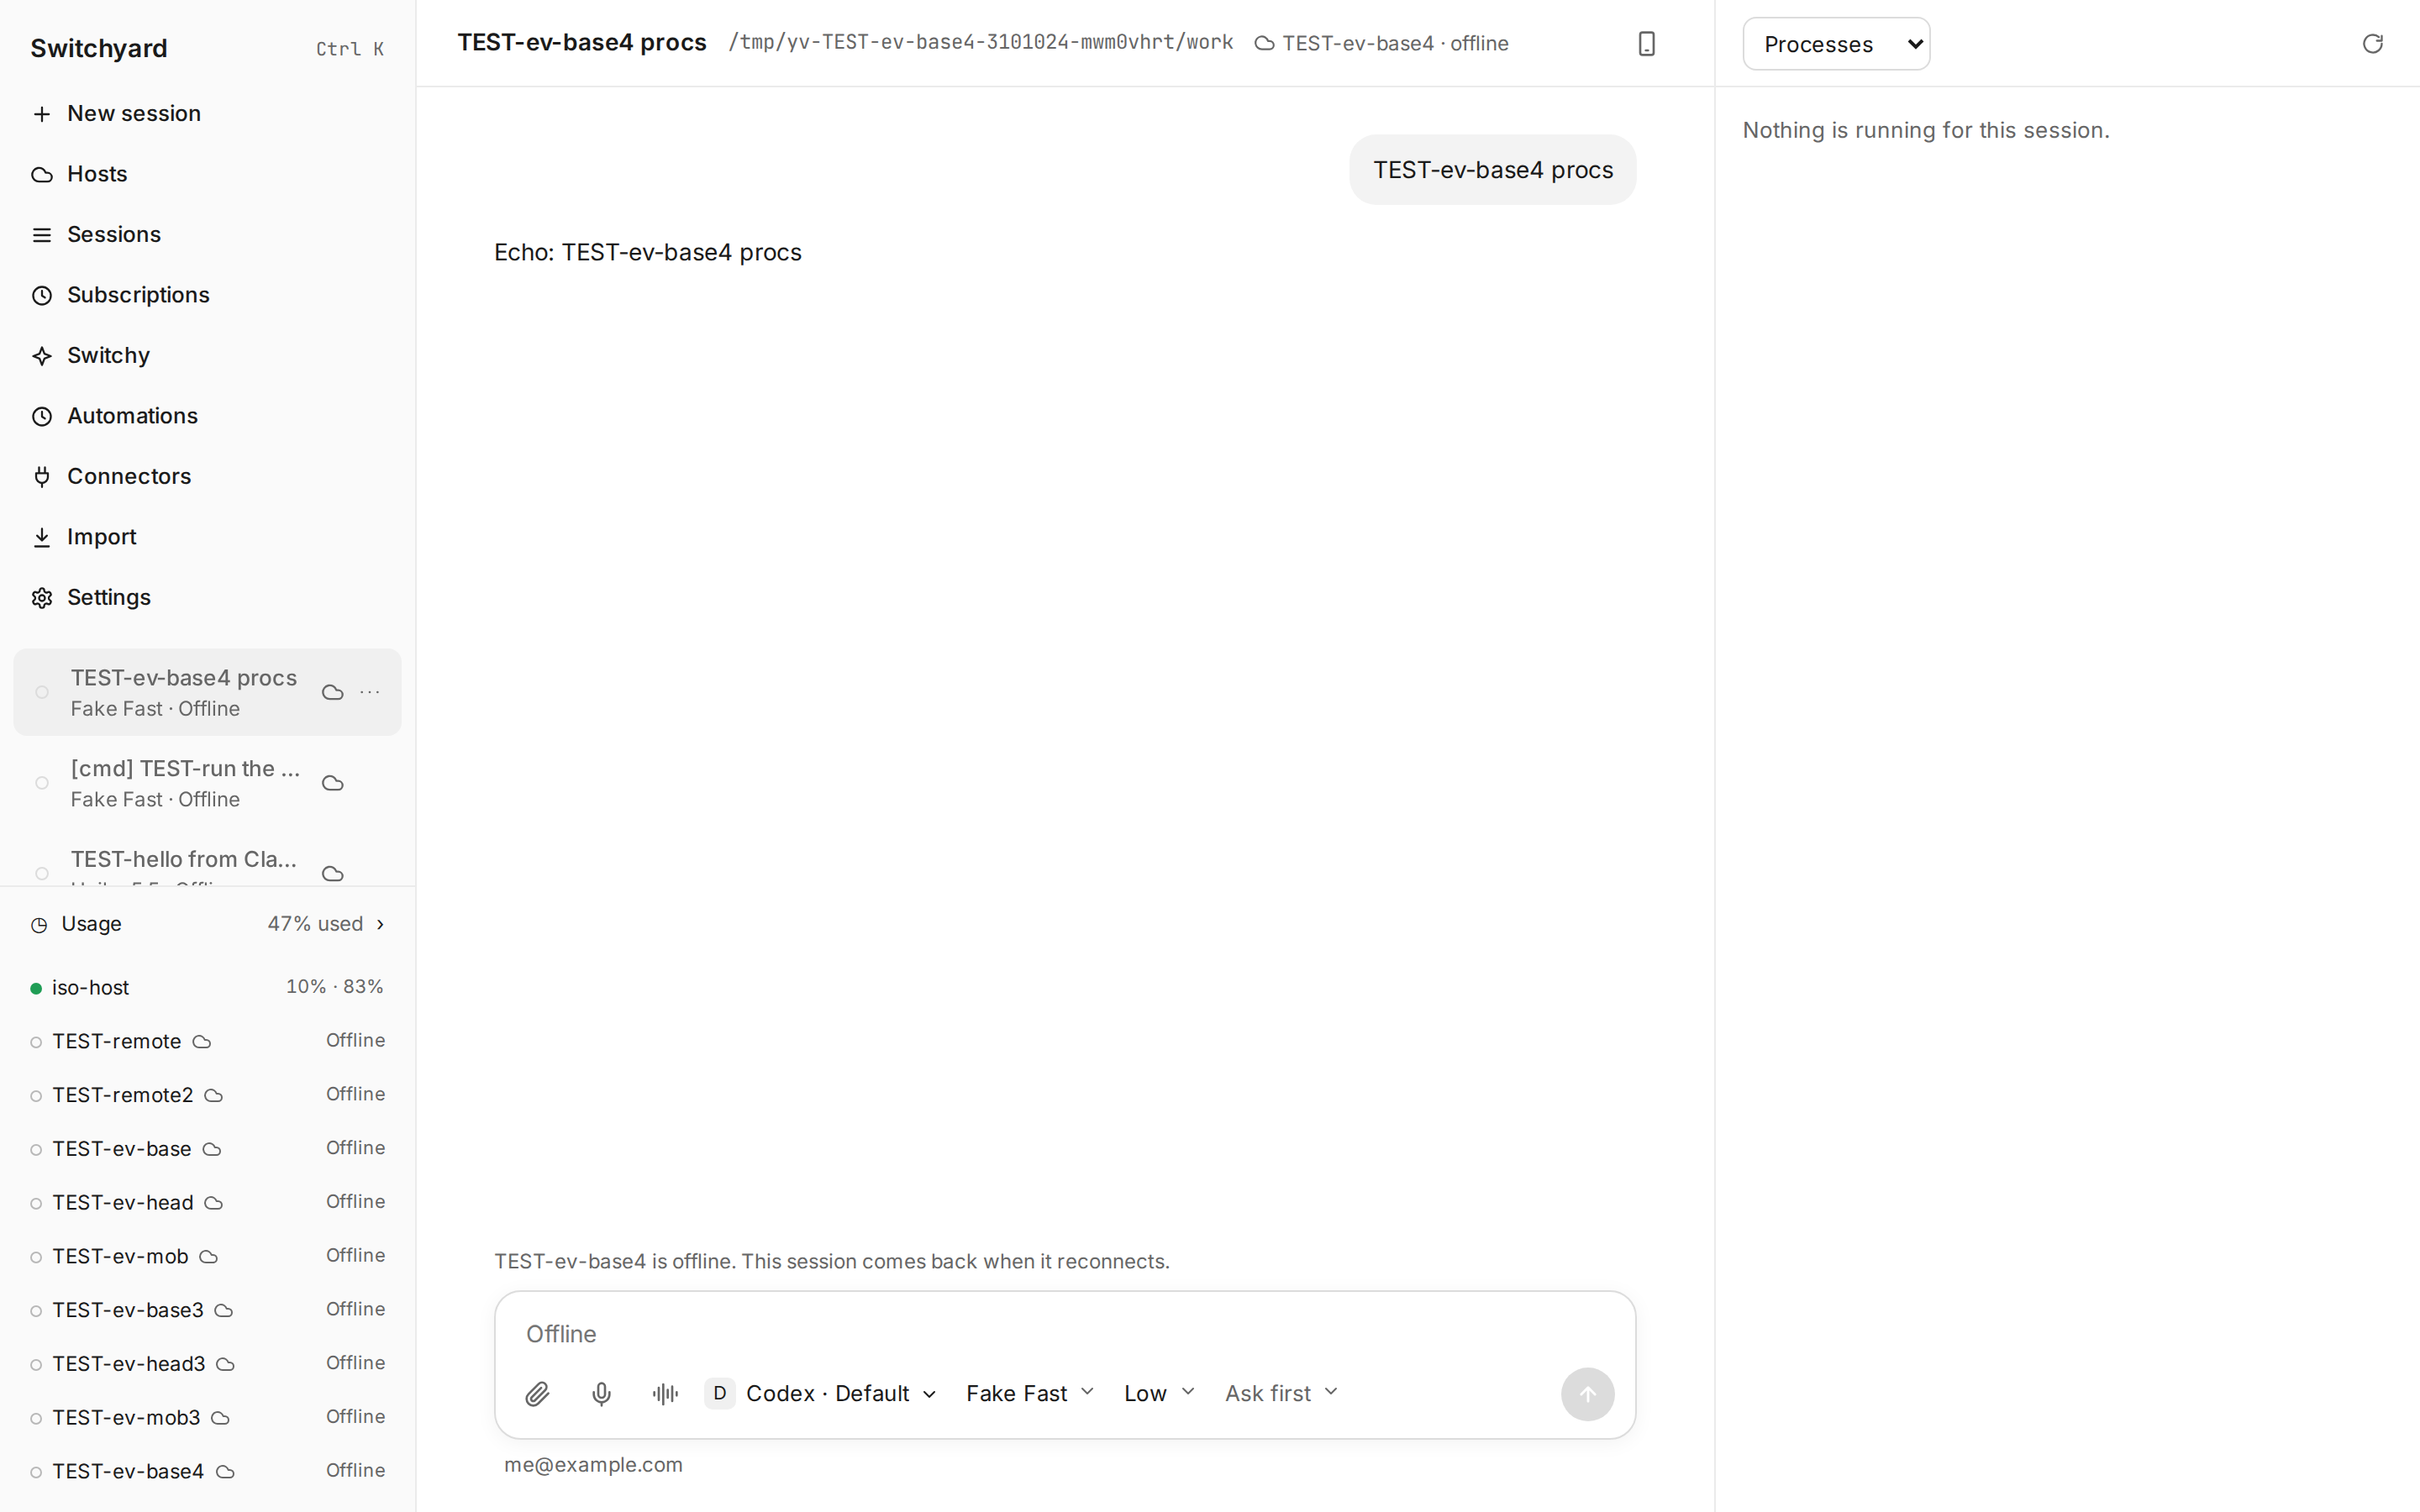 Switchyard
Ctrl K
New session
Hosts
Sessions
Subscriptions
Switchy
Automations
Connectors
Import
Settings
TEST-ev-base4 procs
Fake Fast · Offline
[cmd] TEST-run the ...
Fake Fast · Offline
TEST-hello from Cla...
Usage
47% used
iso-host
10% · 83%
TEST-remote
Offline
TEST-remote2
Offline
TEST-ev-base
Offline
TEST-ev-head
Offline
TEST-ev-mob
Offline
TEST-ev-base3
Offline
TEST-ev-head3
Offline
TEST-ev-mob3
Offline
TEST-ev-base4
Offline
TEST-ev-base4 procs
/tmp/yv-TEST-ev-base4-3101024-mwm0vhrt/work
TEST-ev-base4 · offline
TEST-ev-base4 procs
Echo: TEST-ev-base4 procs
TEST-ev-base4 is offline. This session comes back when it reconnects.
Offline
D Codex · Default
Fake Fast
Low
Ask first
me@example.com
Processes
Nothing is running for this session.